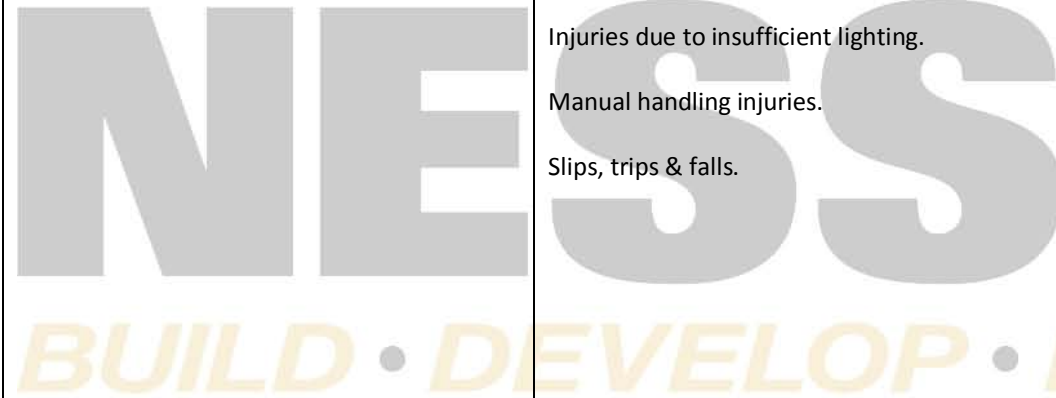 Injuries due to insufficient lighting.
Manual handling injuries.
Slips, trips & falls.
NESS
BUILD • DEVELOP •